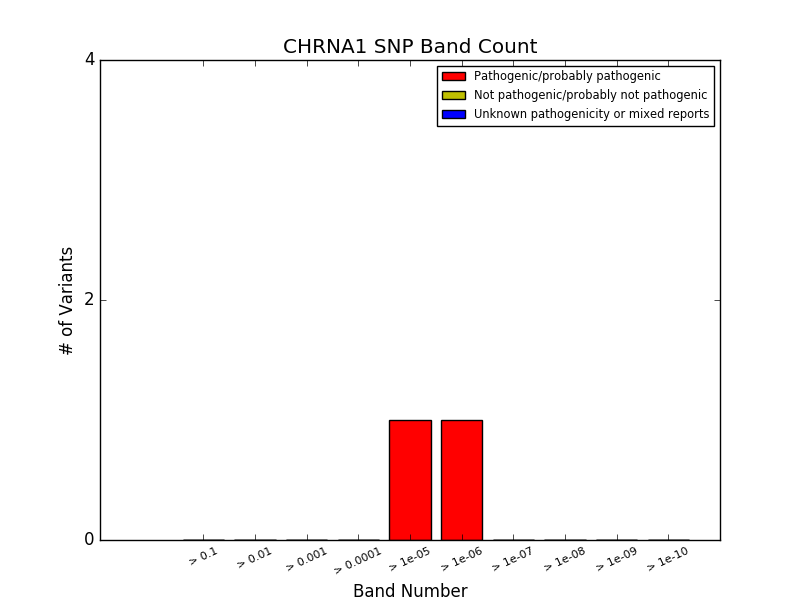 CHRNA1 SNP Band Count
4
Pathogenic/probably pathogenic
Not pathogenic/probably not pathogenic
Unknown pathogenicity or mixed reports
# of Variants
2
0
> 0.1 > 0.01 > 0.001 > 0.0001 > 1e-05 > 1e-06 > 1e-07 > 1e-08 > 1e-09 > 1e-10
Band Number